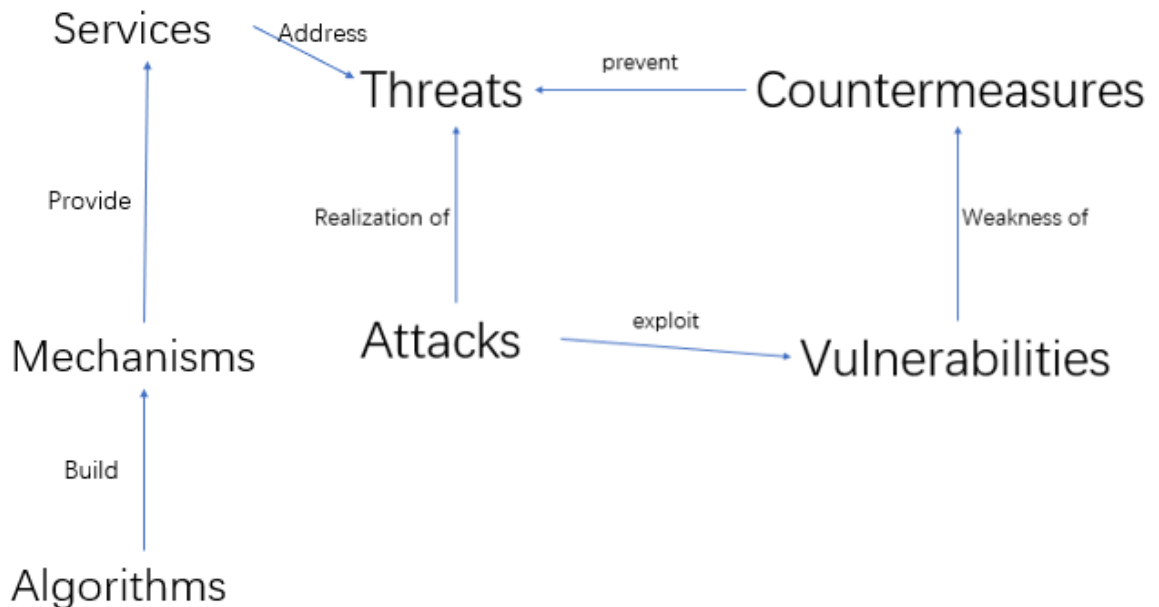 Services
Address
Threats
prevent
Countermeasures
Provide
Realization of
Weakness of
Mechanisms
Attacks
exploit
Vulnerabilities
Build
Algorithms